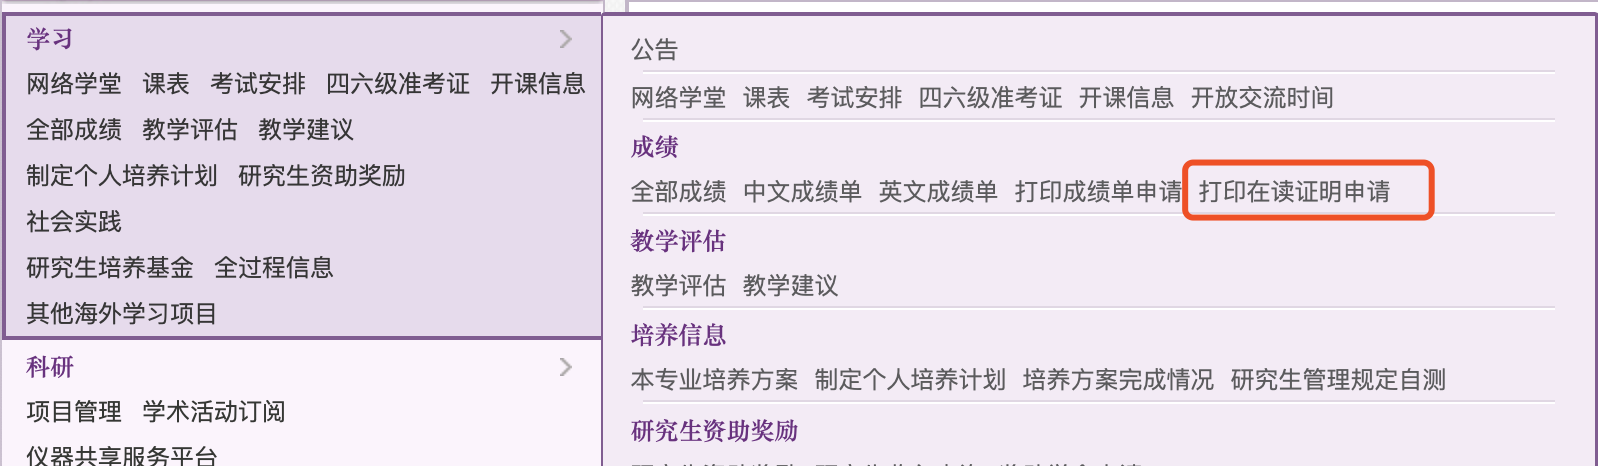 学习
网络学堂 课表 考试安排 四六级准考证 开课信息
全部成绩 教学评估 教学建议
制定个人培养计划 研究生资助奖励
社会实践
研究生培养基金 全过程信息
其他海外学习项目
科研
项目管理 学术活动订阅
仪器共享服务平台
公告
网络学堂 课表 考试安排 四六级准考证 开课信息 开放交流时间
成绩
全部成绩 中文成绩单 英文成绩单 打印成绩单申请 打印在读证明申请
教学评估
教学评估 教学建议
培养信息
本专业培养方案 制定个人培养计划 培养方案完成情况 研究生管理规定自测
研究生资助奖励